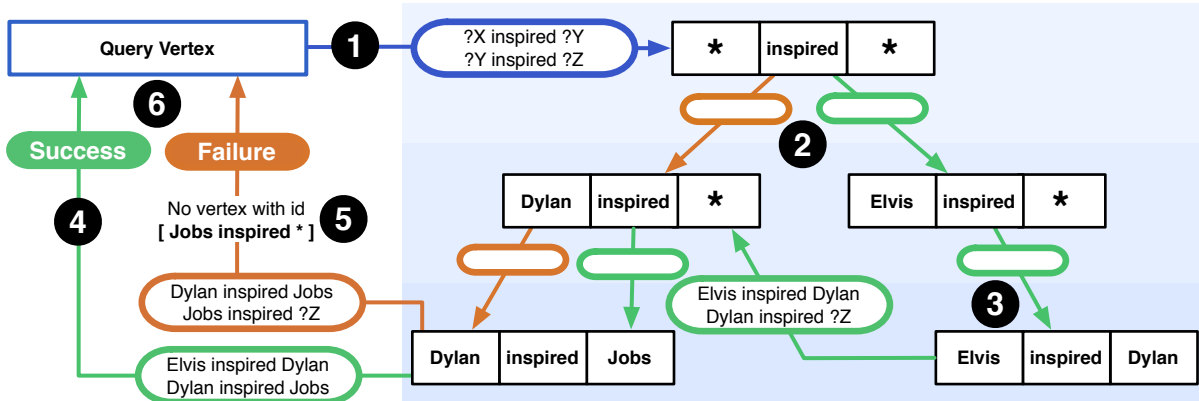 Query Vertex
1
?X inspired ?Y
?Y inspired ?Z
* inspired *
6
2
Success
Failure
No vertex with id
[ Jobs inspired * ]
5
4
Dylan inspired *
Elvis inspired *
Dylan inspired Jobs
Jobs inspired ?Z
Elvis inspired Dylan
Dylan inspired ?Z
3
Elvis inspired Dylan
Dylan inspired Jobs
Dylan inspired Jobs
Elvis inspired Dylan